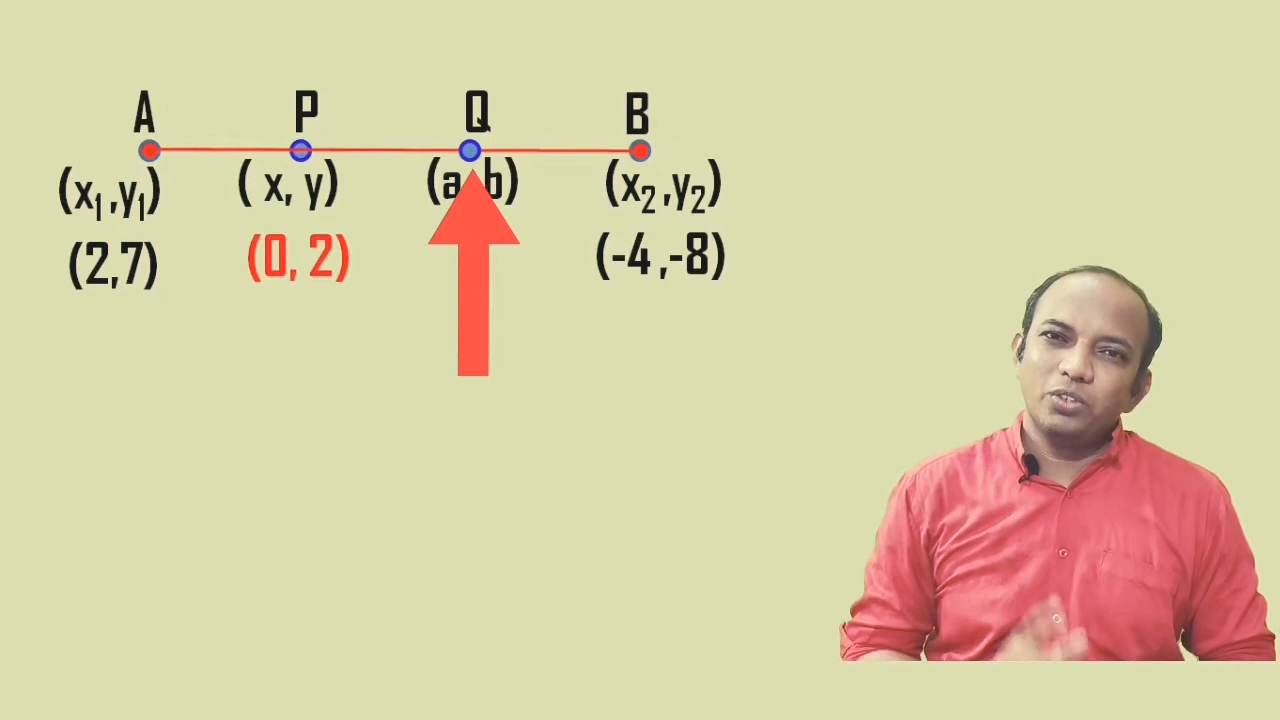 A P Q B
(x₁ ,y₁) ( x, y) (a b) (x₂ ,y₂)
(2,7) (0, 2) (-4 ,-8)